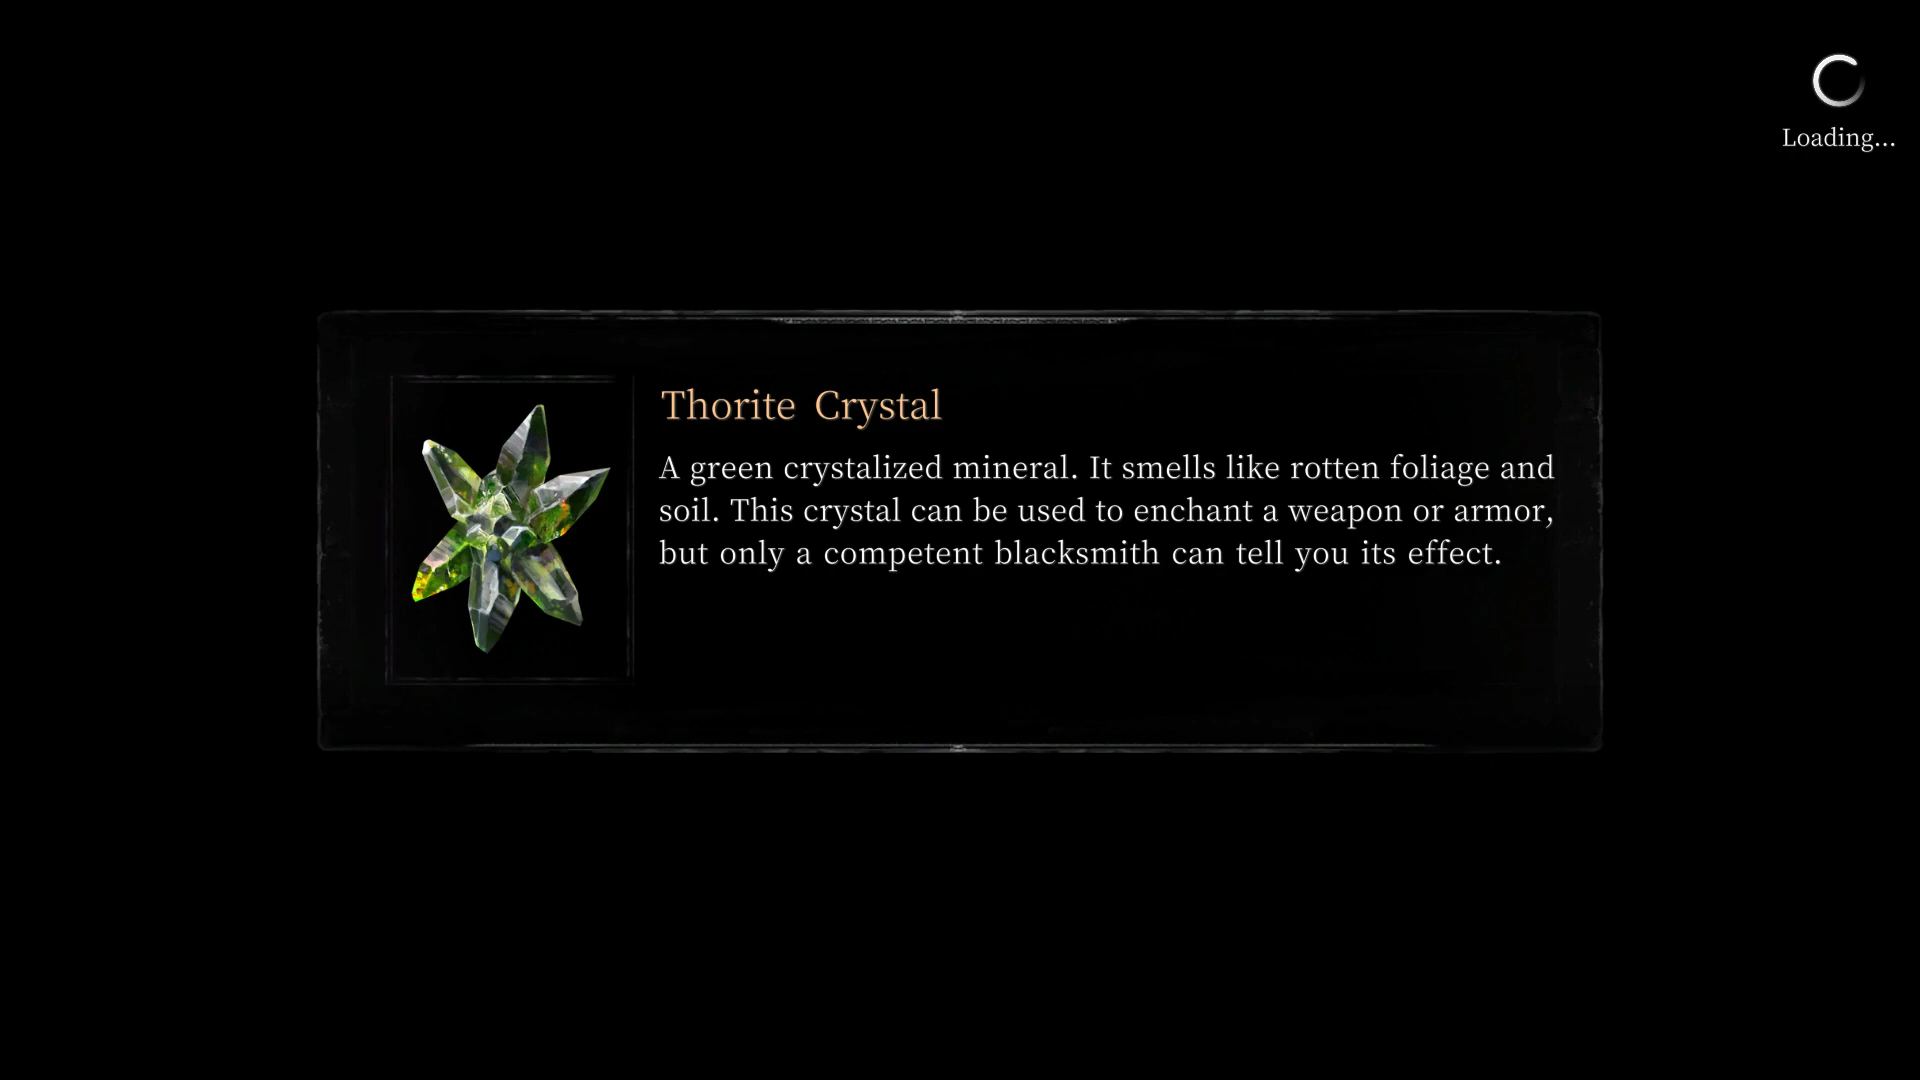 Loading...
Thorite Crystal
A green crystalized mineral. It smells like rotten foliage and
soil. This crystal can be used to enchant a weapon or armor,
but only a competent blacksmith can tell you its effect.